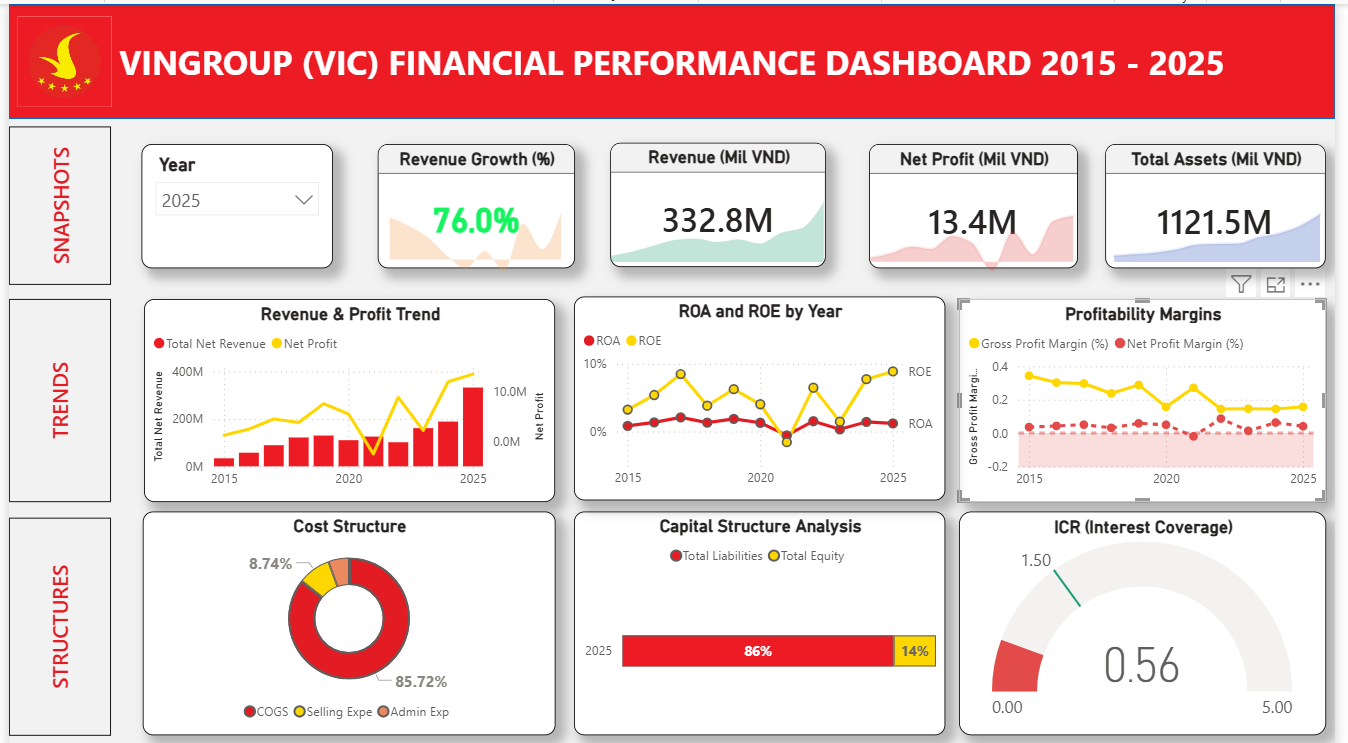 VINGROUP (VIC) FINANCIAL PERFORMANCE DASHBOARD 2015 - 2025
SNAPSHOTS
Year
2025
Revenue Growth (%)
76.0%
Revenue (Mil VND)
332.8M
Net Profit (Mil VND)
13.4M
Total Assets (Mil VND)
1121.5M
TRENDS
Revenue & Profit Trend
Total Net Revenue Net Profit
Total Net Revenue
400M
200M
0M
10.0M
0.0M
Net Profit
2015 2020 2025
ROA and ROE by Year
ROA ROE
10%
0%
ROE
ROA
2015 2020 2025
Profitability Margins
Gross Profit Margin (%) Net Profit Margin (%)
Gross Profit Margi...
0.4
0.2
0.0
-0.2
2015 2020 2025
STRUCTURES
Cost Structure
8.74%
85.72%
COGS Selling Expe Admin Exp
Capital Structure Analysis
Total Liabilities Total Equity
2025 86% 14%
ICR (Interest Coverage)
1.50
0.56
0.00 5.00